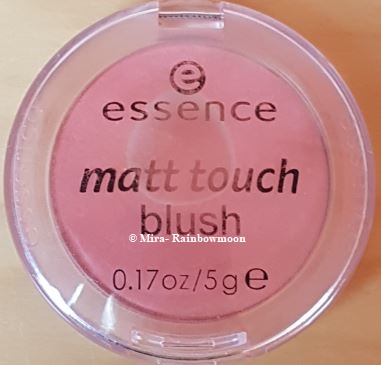 e
essence
matt touch
blush
© Mira- Rainbowmoon
0.17oz/5g℮